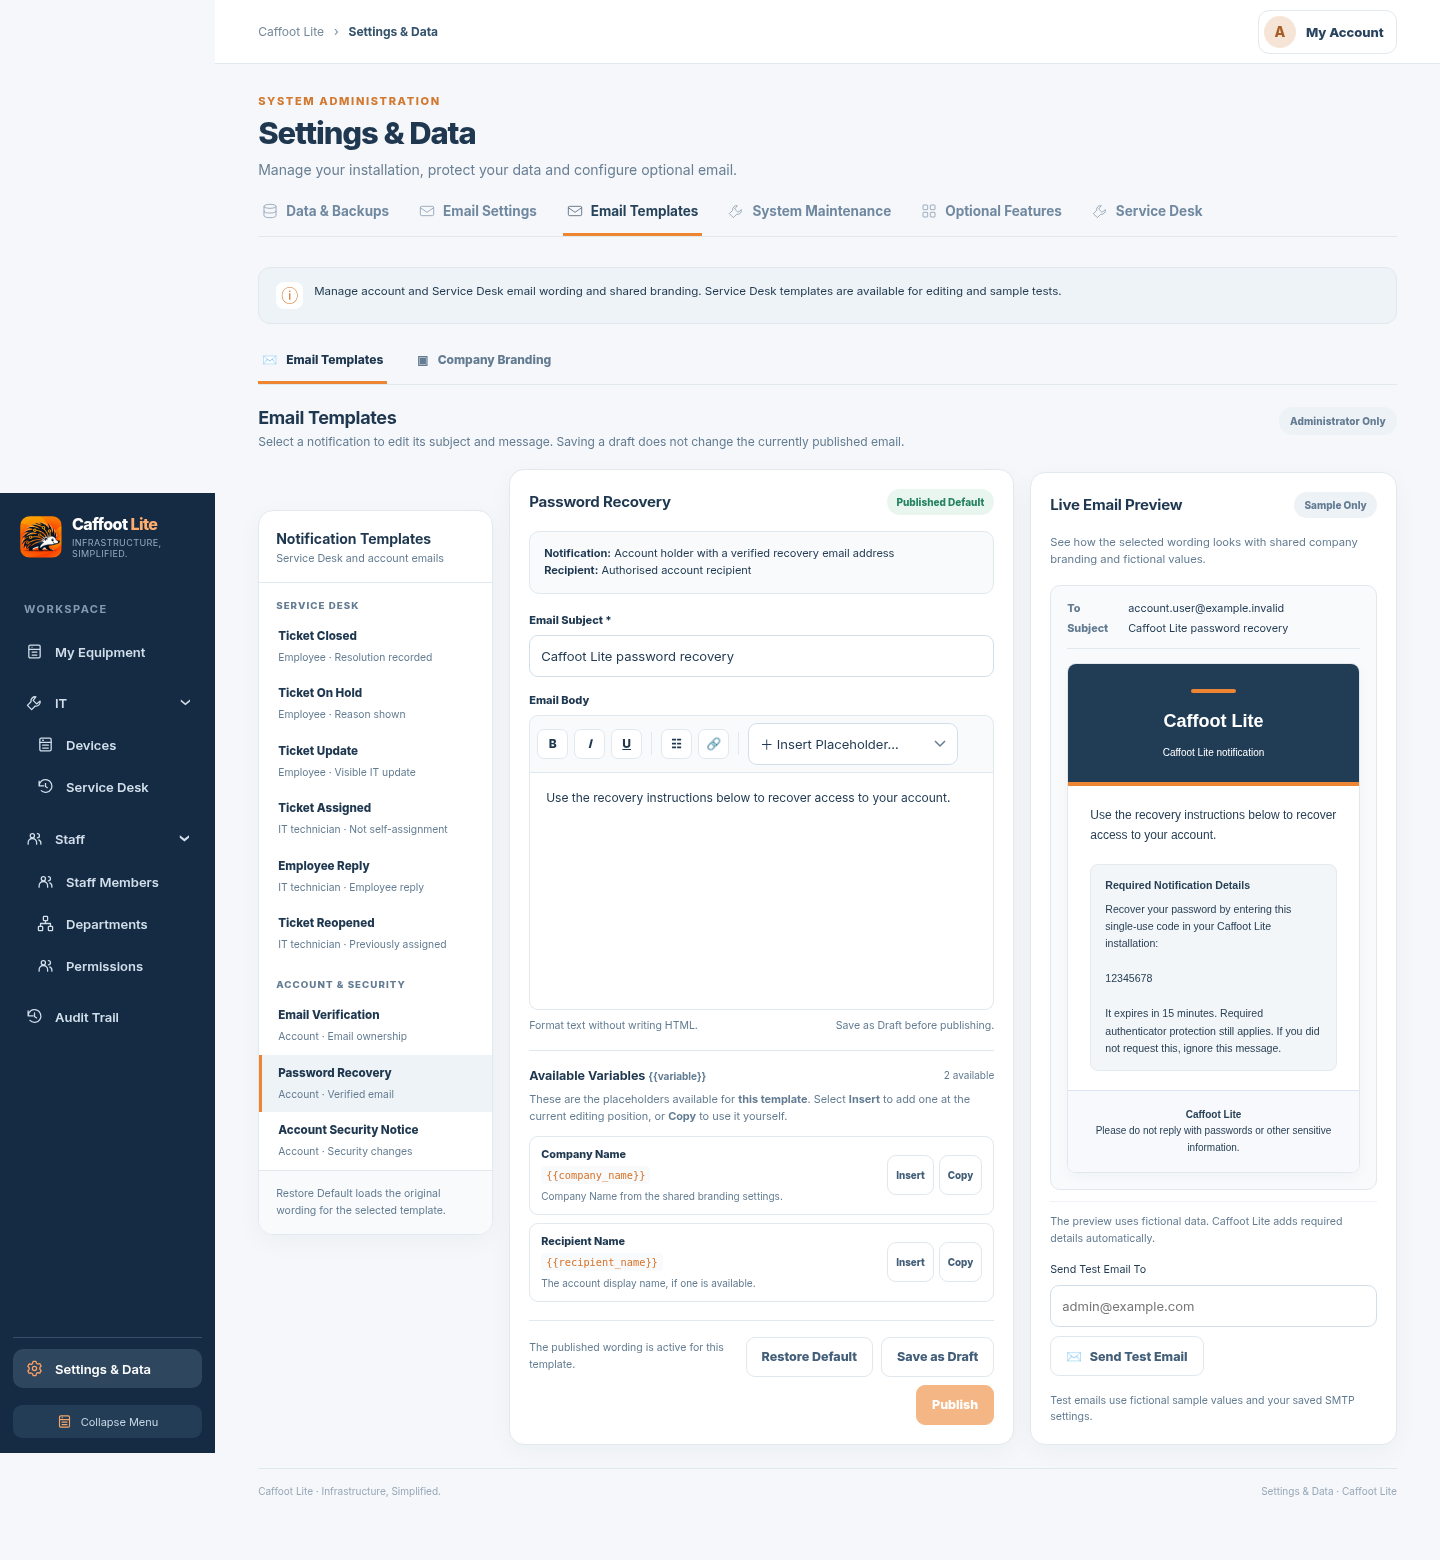 Caffoot Lite › Settings & Data
A My Account
SYSTEM ADMINISTRATION
Settings & Data
Manage your installation, protect your data and configure optional email.
Data & Backups Email Settings Email Templates System Maintenance Optional Features Service Desk
Manage account and Service Desk email wording and shared branding. Service Desk templates are available for editing and sample tests.
Email Templates Company Branding
Email Templates
Administrator Only
Select a notification to edit its subject and message. Saving a draft does not change the currently published email.
Caffoot Lite
INFRASTRUCTURE,
SIMPLIFIED.
WORKSPACE
My Equipment
IT
Devices
Service Desk
Staff
Staff Members
Departments
Permissions
Audit Trail
Settings & Data
Collapse Menu
Notification Templates
Service Desk and account emails
SERVICE DESK
Ticket Closed
Employee · Resolution recorded
Ticket On Hold
Employee · Reason shown
Ticket Update
Employee · Visible IT update
Ticket Assigned
IT technician · Not self-assignment
Employee Reply
IT technician · Employee reply
Ticket Reopened
IT technician · Previously assigned
ACCOUNT & SECURITY
Email Verification
Account · Email ownership
Password Recovery
Account · Verified email
Account Security Notice
Account · Security changes
Restore Default loads the original
wording for the selected template.
Password Recovery
Published Default
Notification: Account holder with a verified recovery email address
Recipient: Authorised account recipient
Email Subject *
Caffoot Lite password recovery
Email Body
B I U + Insert Placeholder...
Use the recovery instructions below to recover access to your account.
Format text without writing HTML. Save as Draft before publishing.
Available Variables {{variable}} 2 available
These are the placeholders available for this template. Select Insert to add one at the
current editing position, or Copy to use it yourself.
Company Name
{{company_name}}
Company Name from the shared branding settings.
Insert Copy
Recipient Name
{{recipient_name}}
The account display name, if one is available.
Insert Copy
The published wording is active for this
template.
Restore Default Save as Draft
Publish
Live Email Preview
Sample Only
See how the selected wording looks with shared company
branding and fictional values.
To account.user@example.invalid
Subject Caffoot Lite password recovery
Caffoot Lite
Caffoot Lite notification
Use the recovery instructions below to recover
access to your account.
Required Notification Details
Recover your password by entering this
single-use code in your Caffoot Lite
installation:
12345678
It expires in 15 minutes. Required
authenticator protection still applies. If you did
not request this, ignore this message.
Caffoot Lite
Please do not reply with passwords or other sensitive
information.
The preview uses fictional data. Caffoot Lite adds required
details automatically.
Send Test Email To
admin@example.com
Send Test Email
Test emails use fictional sample values and your saved SMTP
settings.
Caffoot Lite · Infrastructure, Simplified.
Settings & Data · Caffoot Lite